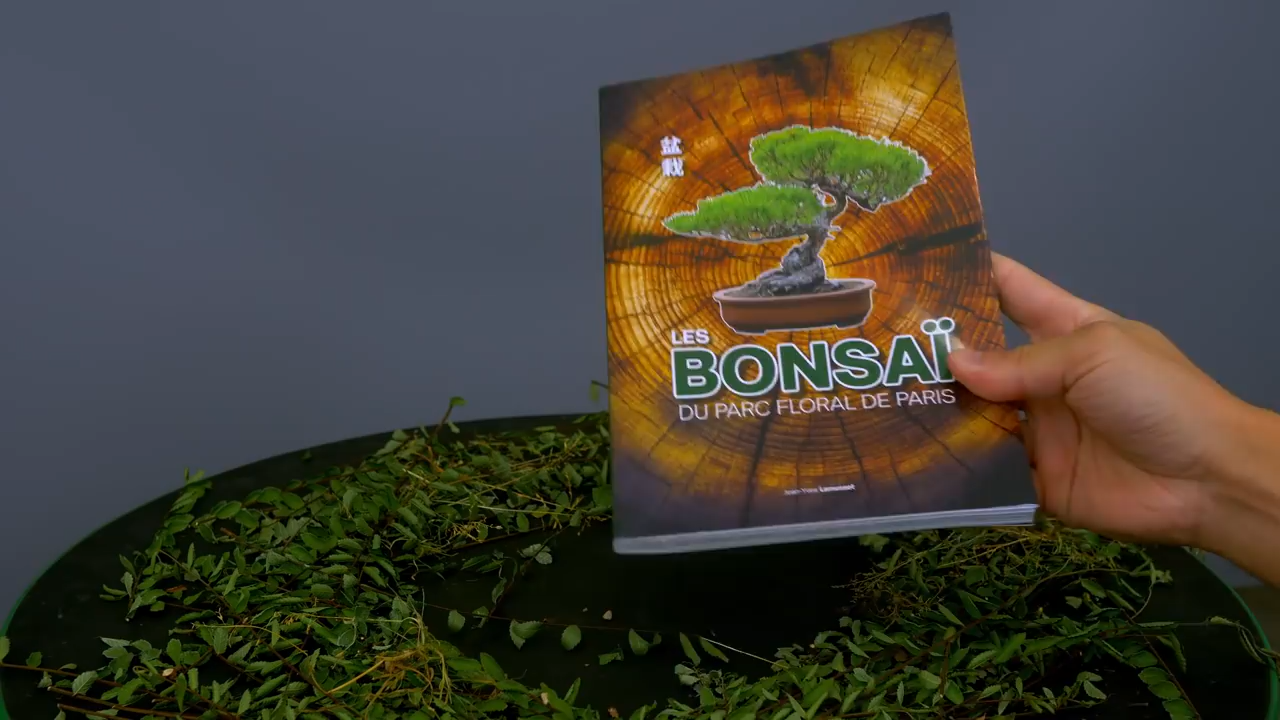 盆
栽
LES
BONSAÏ
DU PARC FLORAL DE PARIS